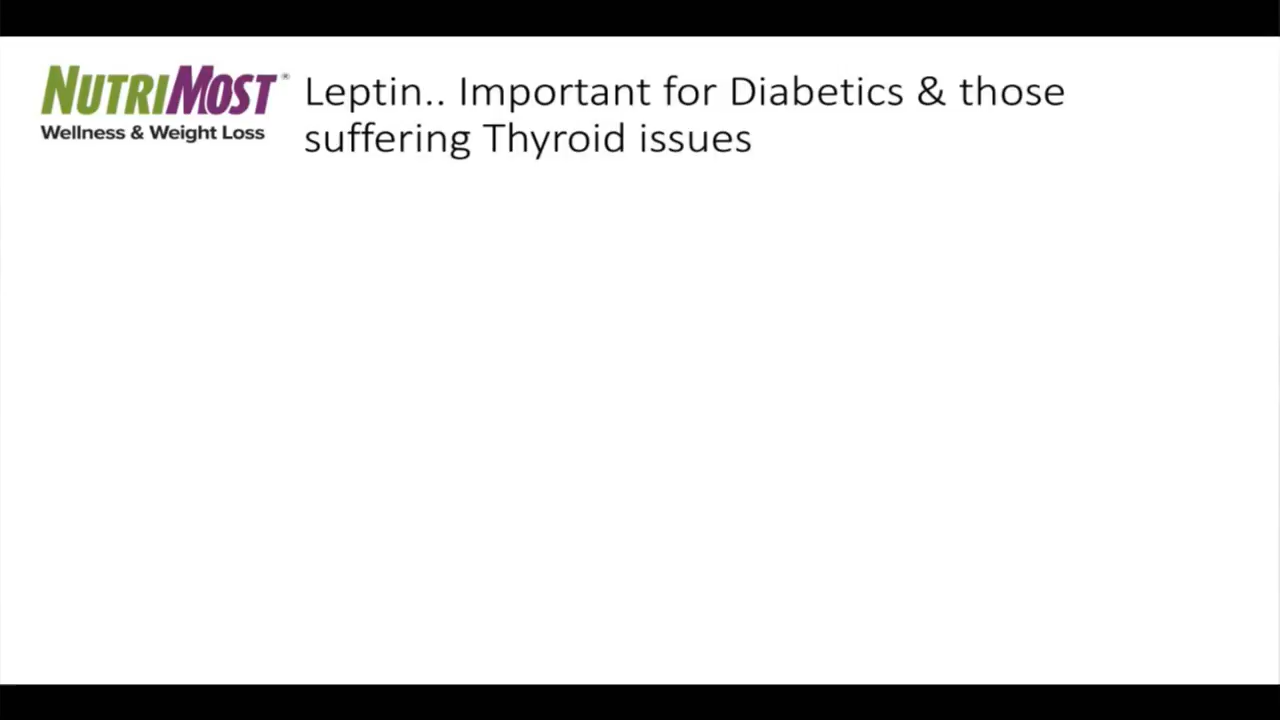 NUTRIMOST®
Wellness & Weight Loss
Leptin.. Important for Diabetics & those
suffering Thyroid issues